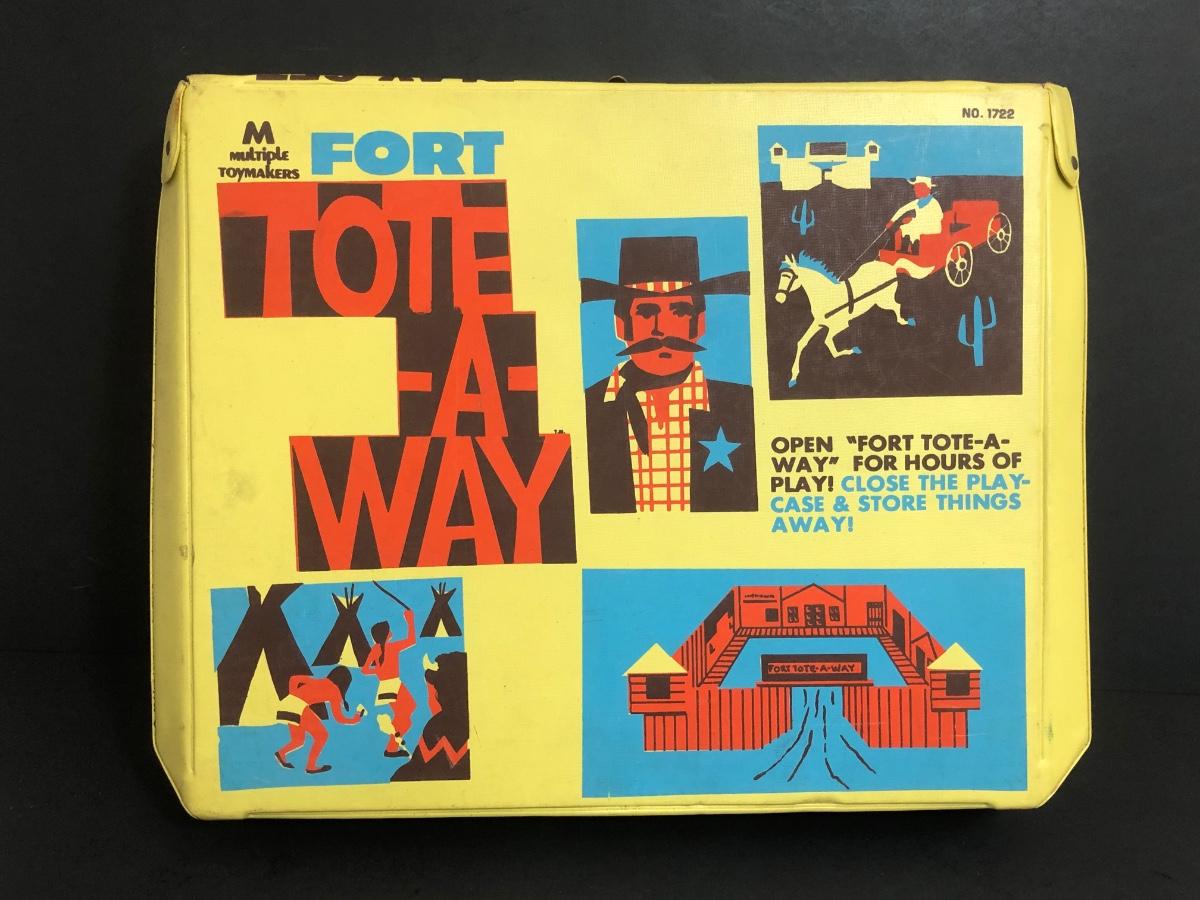 NO. 1722
M
multiple
TOYMAKERS
FORT
TOTE
-A-
WAY
T.M.
OPEN "FORT TOTE-A-
WAY" FOR HOURS OF
PLAY! CLOSE THE PLAY-
CASE & STORE THINGS
AWAY!
FORT TOTE-A-WAY